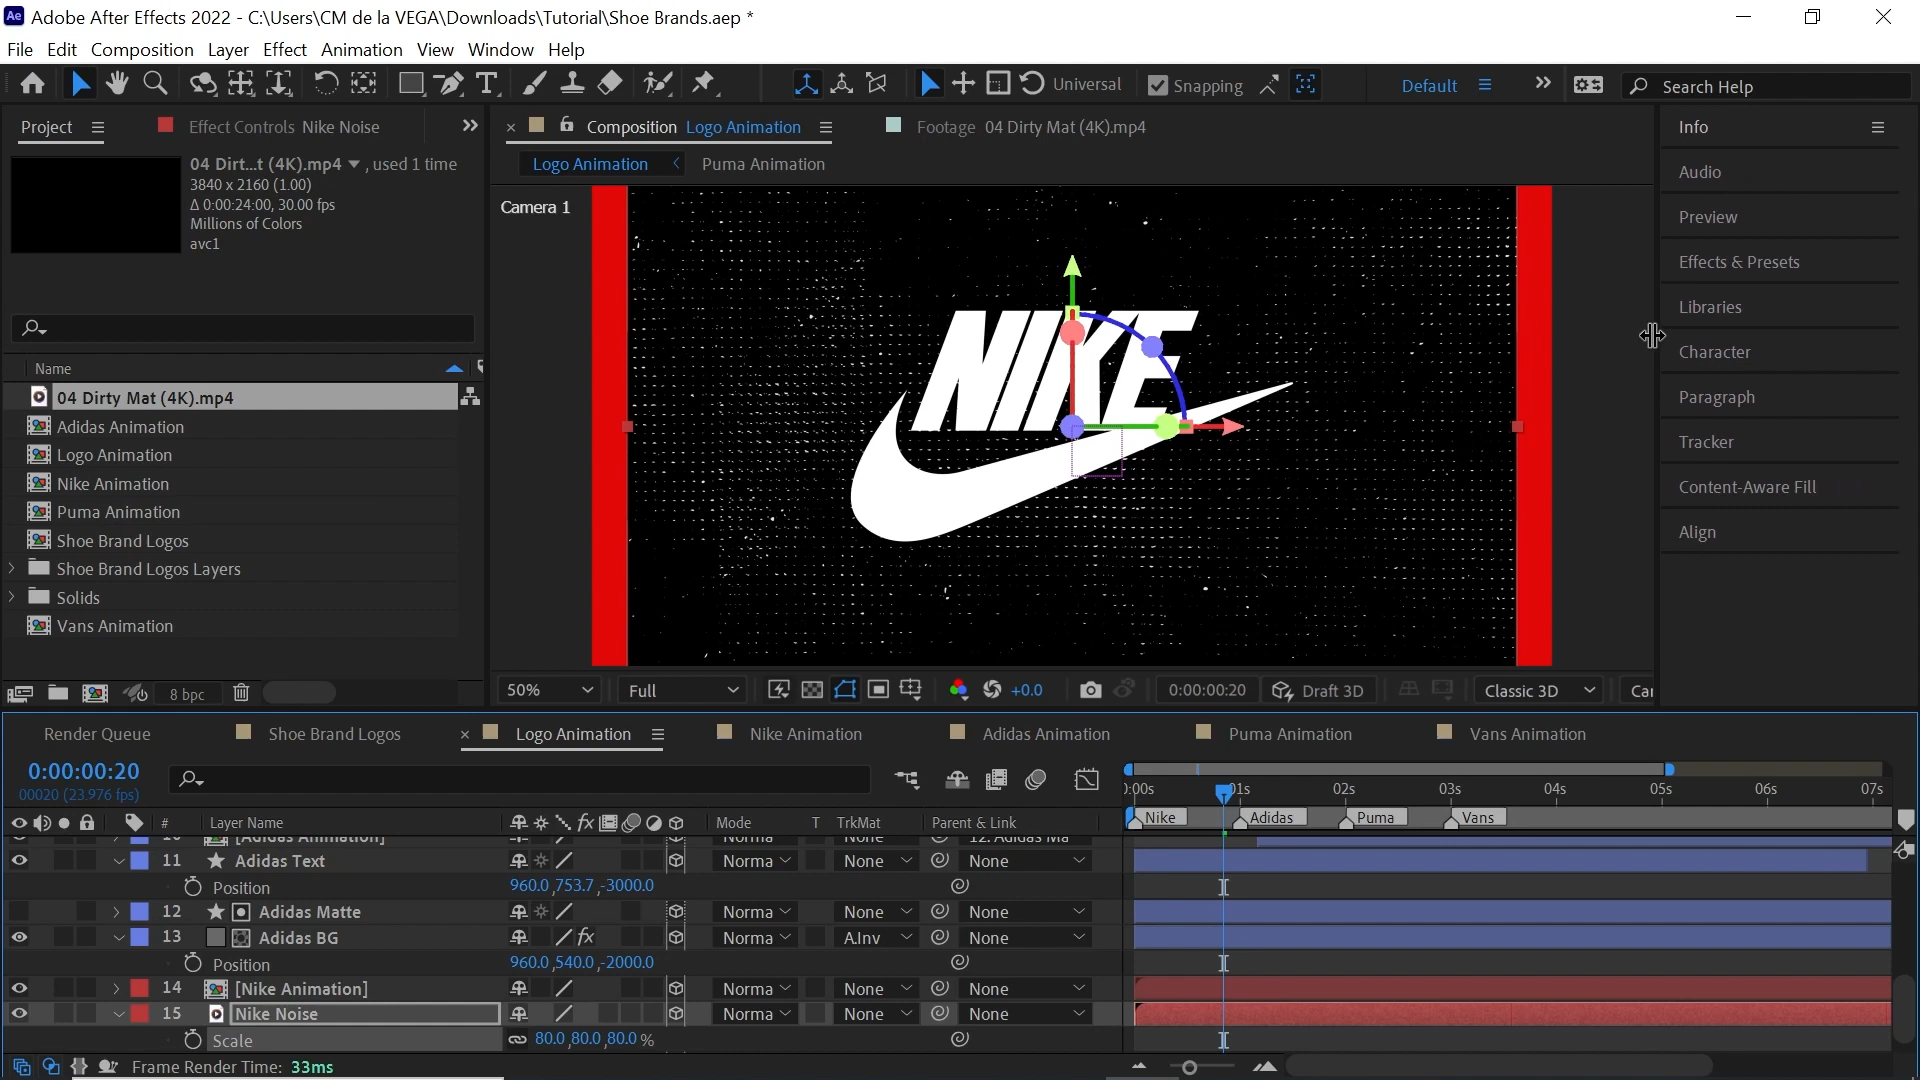 Adobe After Effects 2022 - C:\Users\CM de la VEGA\Downloads\Tutorial\Shoe Brands.aep *
File Edit Composition Layer Effect Animation View Window Help
Universal Snapping Default Search Help
Project Effect Controls Nike Noise
Composition Logo Animation Footage 04 Dirty Mat (4K).mp4
Info
04 Dirt...t (4K).mp4 , used 1 time
3840 x 2160 (1.00)
Δ 0:00:24:00, 30.00 fps
Millions of Colors
avc1
Logo Animation Puma Animation
Camera 1
NIKE
Audio
Preview
Effects & Presets
Libraries
Character
Paragraph
Tracker
Content-Aware Fill
Align
Name
04 Dirty Mat (4K).mp4
Adidas Animation
Logo Animation
Nike Animation
Puma Animation
Shoe Brand Logos
Shoe Brand Logos Layers
Solids
Vans Animation
8 bpc
50% Full +0.0 0:00:00:20 Draft 3D Classic 3D Car
Render Queue Shoe Brand Logos Logo Animation Nike Animation Adidas Animation Puma Animation Vans Animation
0:00:00:20
00020 (23.976 fps)
):00s 01s 02s 03s 04s 05s 06s 07s
Nike Adidas Puma Vans
# Layer Name Mode T TrkMat Parent & Link
10 [Adidas Animation] Norma None 12. Adidas Ma
11 Adidas Text Norma None None
Position 960.0,753.7,-3000.0
12 Adidas Matte Norma None None
13 Adidas BG fx Norma A.Inv None
Position 960.0,540.0,-2000.0
14 [Nike Animation] Norma None None
15 Nike Noise Norma None None
Scale 80.0,80.0,80.0 %
Frame Render Time: 33ms